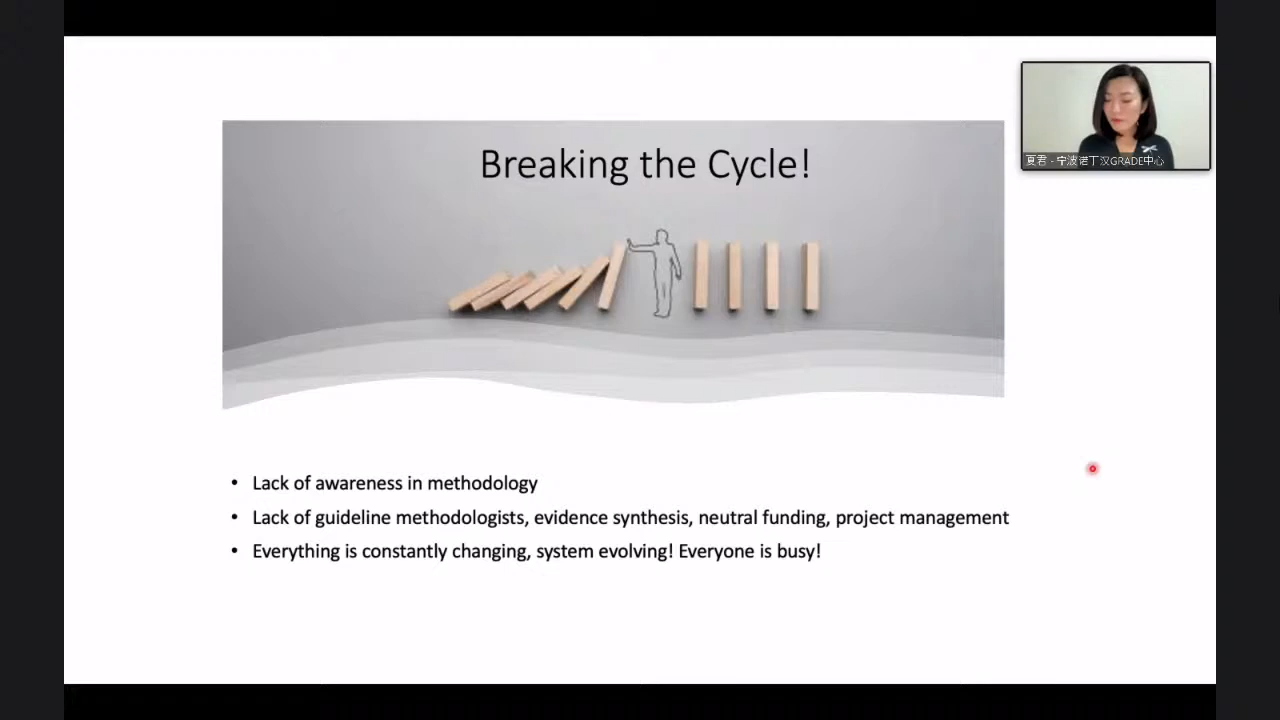 Breaking the Cycle!
夏君 - 宁波诺丁汉GRADE中心
• Lack of awareness in methodology
• Lack of guideline methodologists, evidence synthesis, neutral funding, project management
• Everything is constantly changing, system evolving! Everyone is busy!